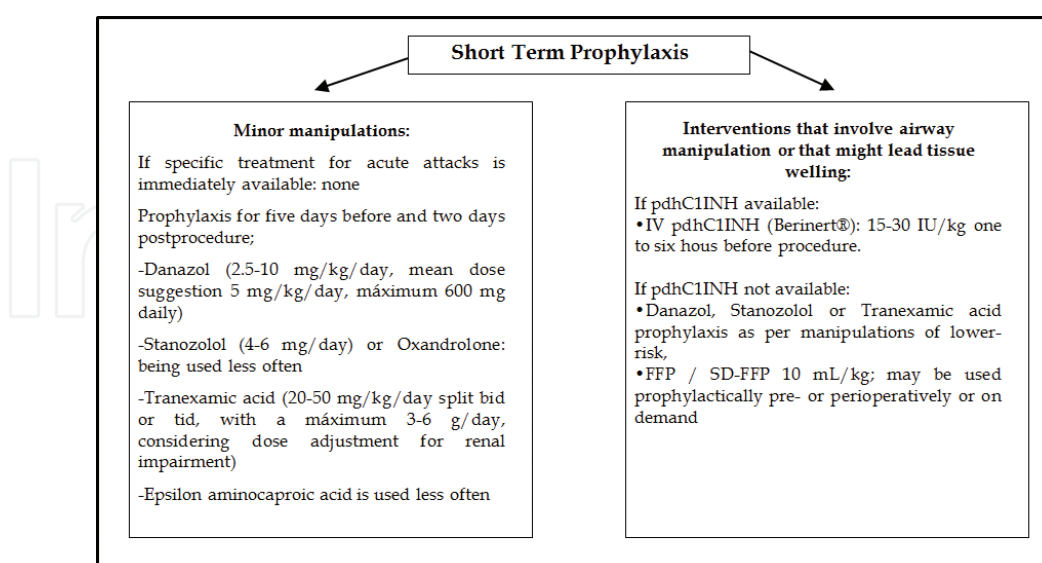 Short Term Prophylaxis
Minor manipulations:
If specific treatment for acute attacks is
immediately available: none
Prophylaxis for five days before and two days
postprocedure;
-Danazol (2.5-10 mg/kg/day, mean dose
suggestion 5 mg/kg/day, máximum 600 mg
daily)
-Stanozolol (4-6 mg/day) or Oxandrolone:
being used less often
-Tranexamic acid (20-50 mg/kg/day split bid
or tid, with a máximum 3-6 g/day,
considering dose adjustment for renal
impairment)
-Epsilon aminocaproic acid is used less often
Interventions that involve airway
manipulation or that might lead tissue
welling:
If pdhC1INH available:
•IV pdhC1INH (Berinert®): 15-30 IU/kg one
to six hous before procedure.
If pdhC1INH not available:
•Danazol, Stanozolol or Tranexamic acid
prophylaxis as per manipulations of lower-
risk,
•FFP / SD-FFP 10 mL/kg; may be used
prophylactically pre- or perioperatively or on
demand